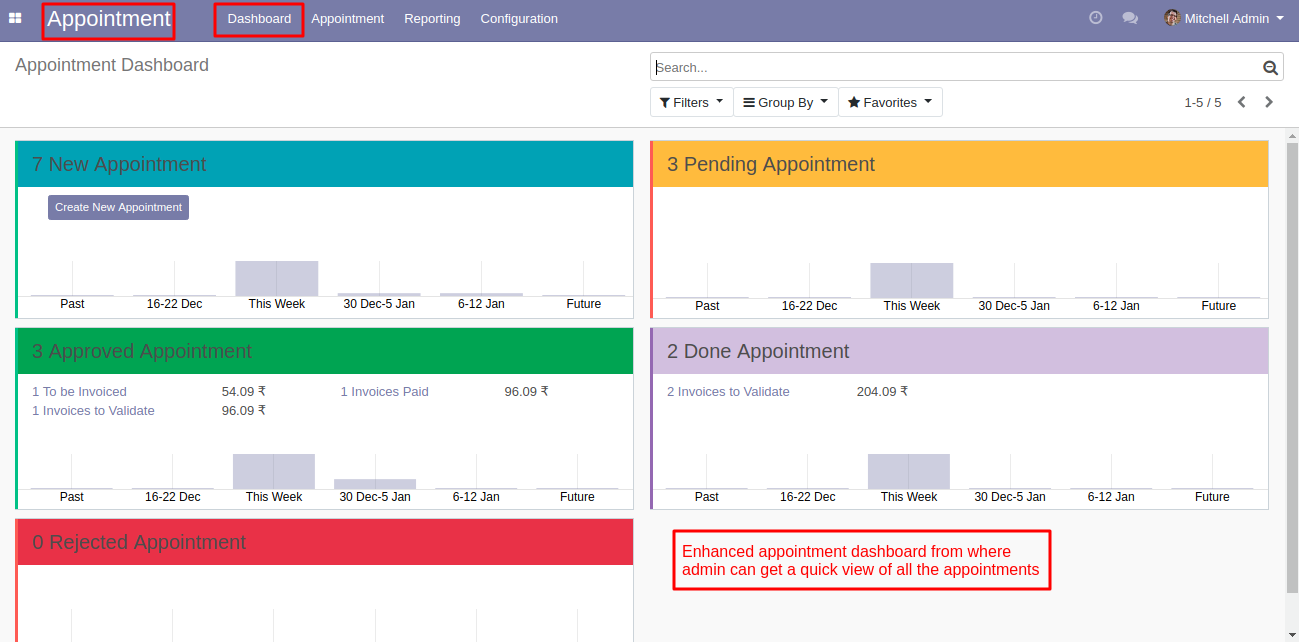 Appointment Dashboard Appointment Reporting Configuration Mitchell Admin
Appointment Dashboard
Search...
Filters Group By Favorites 1-5 / 5
7 New Appointment
Create New Appointment
Past 16-22 Dec This Week 30 Dec-5 Jan 6-12 Jan Future
3 Pending Appointment
Past 16-22 Dec This Week 30 Dec-5 Jan 6-12 Jan Future
3 Approved Appointment
1 To be Invoiced 54.09 ₹ 1 Invoices Paid 96.09 ₹
1 Invoices to Validate 96.09 ₹
Past 16-22 Dec This Week 30 Dec-5 Jan 6-12 Jan Future
2 Done Appointment
2 Invoices to Validate 204.09 ₹
Past 16-22 Dec This Week 30 Dec-5 Jan 6-12 Jan Future
0 Rejected Appointment
Enhanced appointment dashboard from where
admin can get a quick view of all the appointments